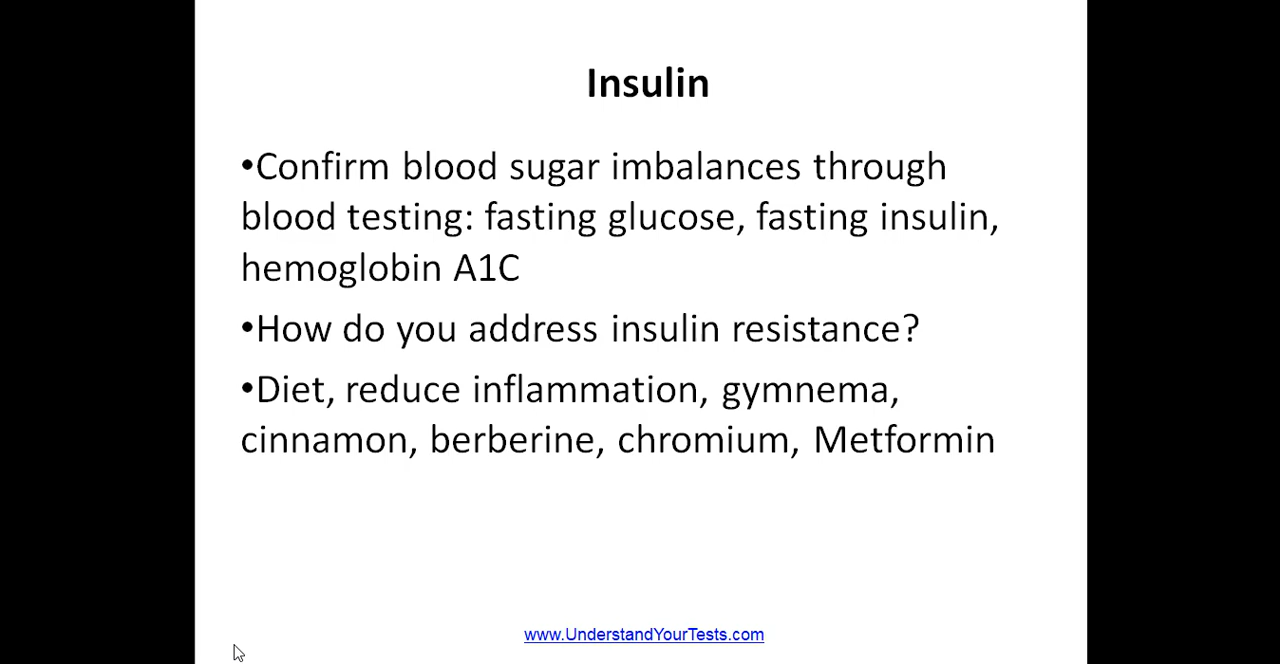 Insulin
•Confirm blood sugar imbalances through
blood testing: fasting glucose, fasting insulin,
hemoglobin A1C
•How do you address insulin resistance?
•Diet, reduce inflammation, gymnema,
cinnamon, berberine, chromium, Metformin
www.UnderstandYourTests.com